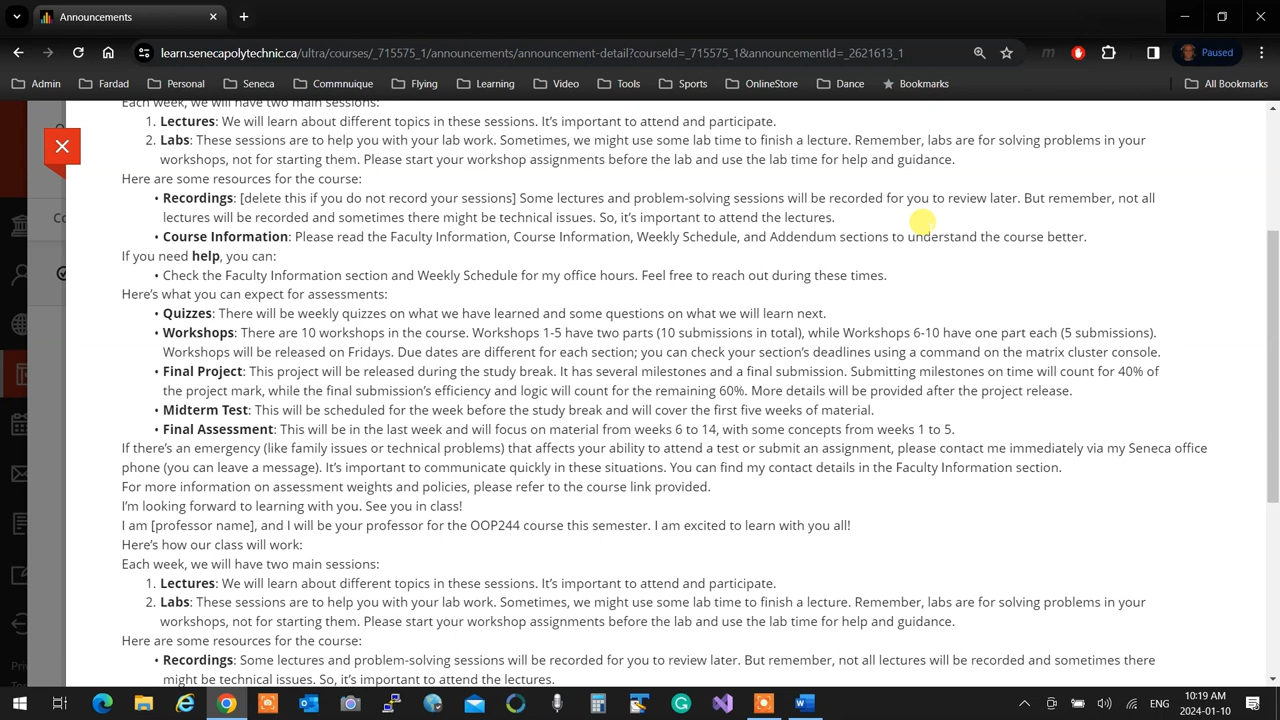 Announcements
learn.senecapolytechnic.ca/ultra/courses/_715575_1/announcements/announcement-detail?courseId=_715575_1&announcementId=_2621613_1
Paused
Admin Fardad Personal Seneca Commnuique Flying Learning Video Tools Sports OnlineStore Dance Bookmarks All Bookmarks
Each week, we will have two main sessions:
1. Lectures: We will learn about different topics in these sessions. It's important to attend and participate.
2. Labs: These sessions are to help you with your lab work. Sometimes, we might use some lab time to finish a lecture. Remember, labs are for solving problems in your
workshops, not for starting them. Please start your workshop assignments before the lab and use the lab time for help and guidance.
Here are some resources for the course:
• Recordings: [delete this if you do not record your sessions] Some lectures and problem-solving sessions will be recorded for you to review later. But remember, not all
lectures will be recorded and sometimes there might be technical issues. So, it's important to attend the lectures.
• Course Information: Please read the Faculty Information, Course Information, Weekly Schedule, and Addendum sections to understand the course better.
If you need help, you can:
• Check the Faculty Information section and Weekly Schedule for my office hours. Feel free to reach out during these times.
Here's what you can expect for assessments:
• Quizzes: There will be weekly quizzes on what we have learned and some questions on what we will learn next.
• Workshops: There are 10 workshops in the course. Workshops 1-5 have two parts (10 submissions in total), while Workshops 6-10 have one part each (5 submissions).
Workshops will be released on Fridays. Due dates are different for each section; you can check your section's deadlines using a command on the matrix cluster console.
• Final Project: This project will be released during the study break. It has several milestones and a final submission. Submitting milestones on time will count for 40% of
the project mark, while the final submission's efficiency and logic will count for the remaining 60%. More details will be provided after the project release.
• Midterm Test: This will be scheduled for the week before the study break and will cover the first five weeks of material.
• Final Assessment: This will be in the last week and will focus on material from weeks 6 to 14, with some concepts from weeks 1 to 5.
If there's an emergency (like family issues or technical problems) that affects your ability to attend a test or submit an assignment, please contact me immediately via my Seneca office
phone (you can leave a message). It's important to communicate quickly in these situations. You can find my contact details in the Faculty Information section.
For more information on assessment weights and policies, please refer to the course link provided.
I'm looking forward to learning with you. See you in class!
I am [professor name], and I will be your professor for the OOP244 course this semester. I am excited to learn with you all!
Here's how our class will work:
Each week, we will have two main sessions:
1. Lectures: We will learn about different topics in these sessions. It's important to attend and participate.
2. Labs: These sessions are to help you with your lab work. Sometimes, we might use some lab time to finish a lecture. Remember, labs are for solving problems in your
workshops, not for starting them. Please start your workshop assignments before the lab and use the lab time for help and guidance.
Here are some resources for the course:
• Recordings: Some lectures and problem-solving sessions will be recorded for you to review later. But remember, not all lectures will be recorded and sometimes there
might be technical issues. So, it's important to attend the lectures.
ENG
10:19 AM
2024-01-10